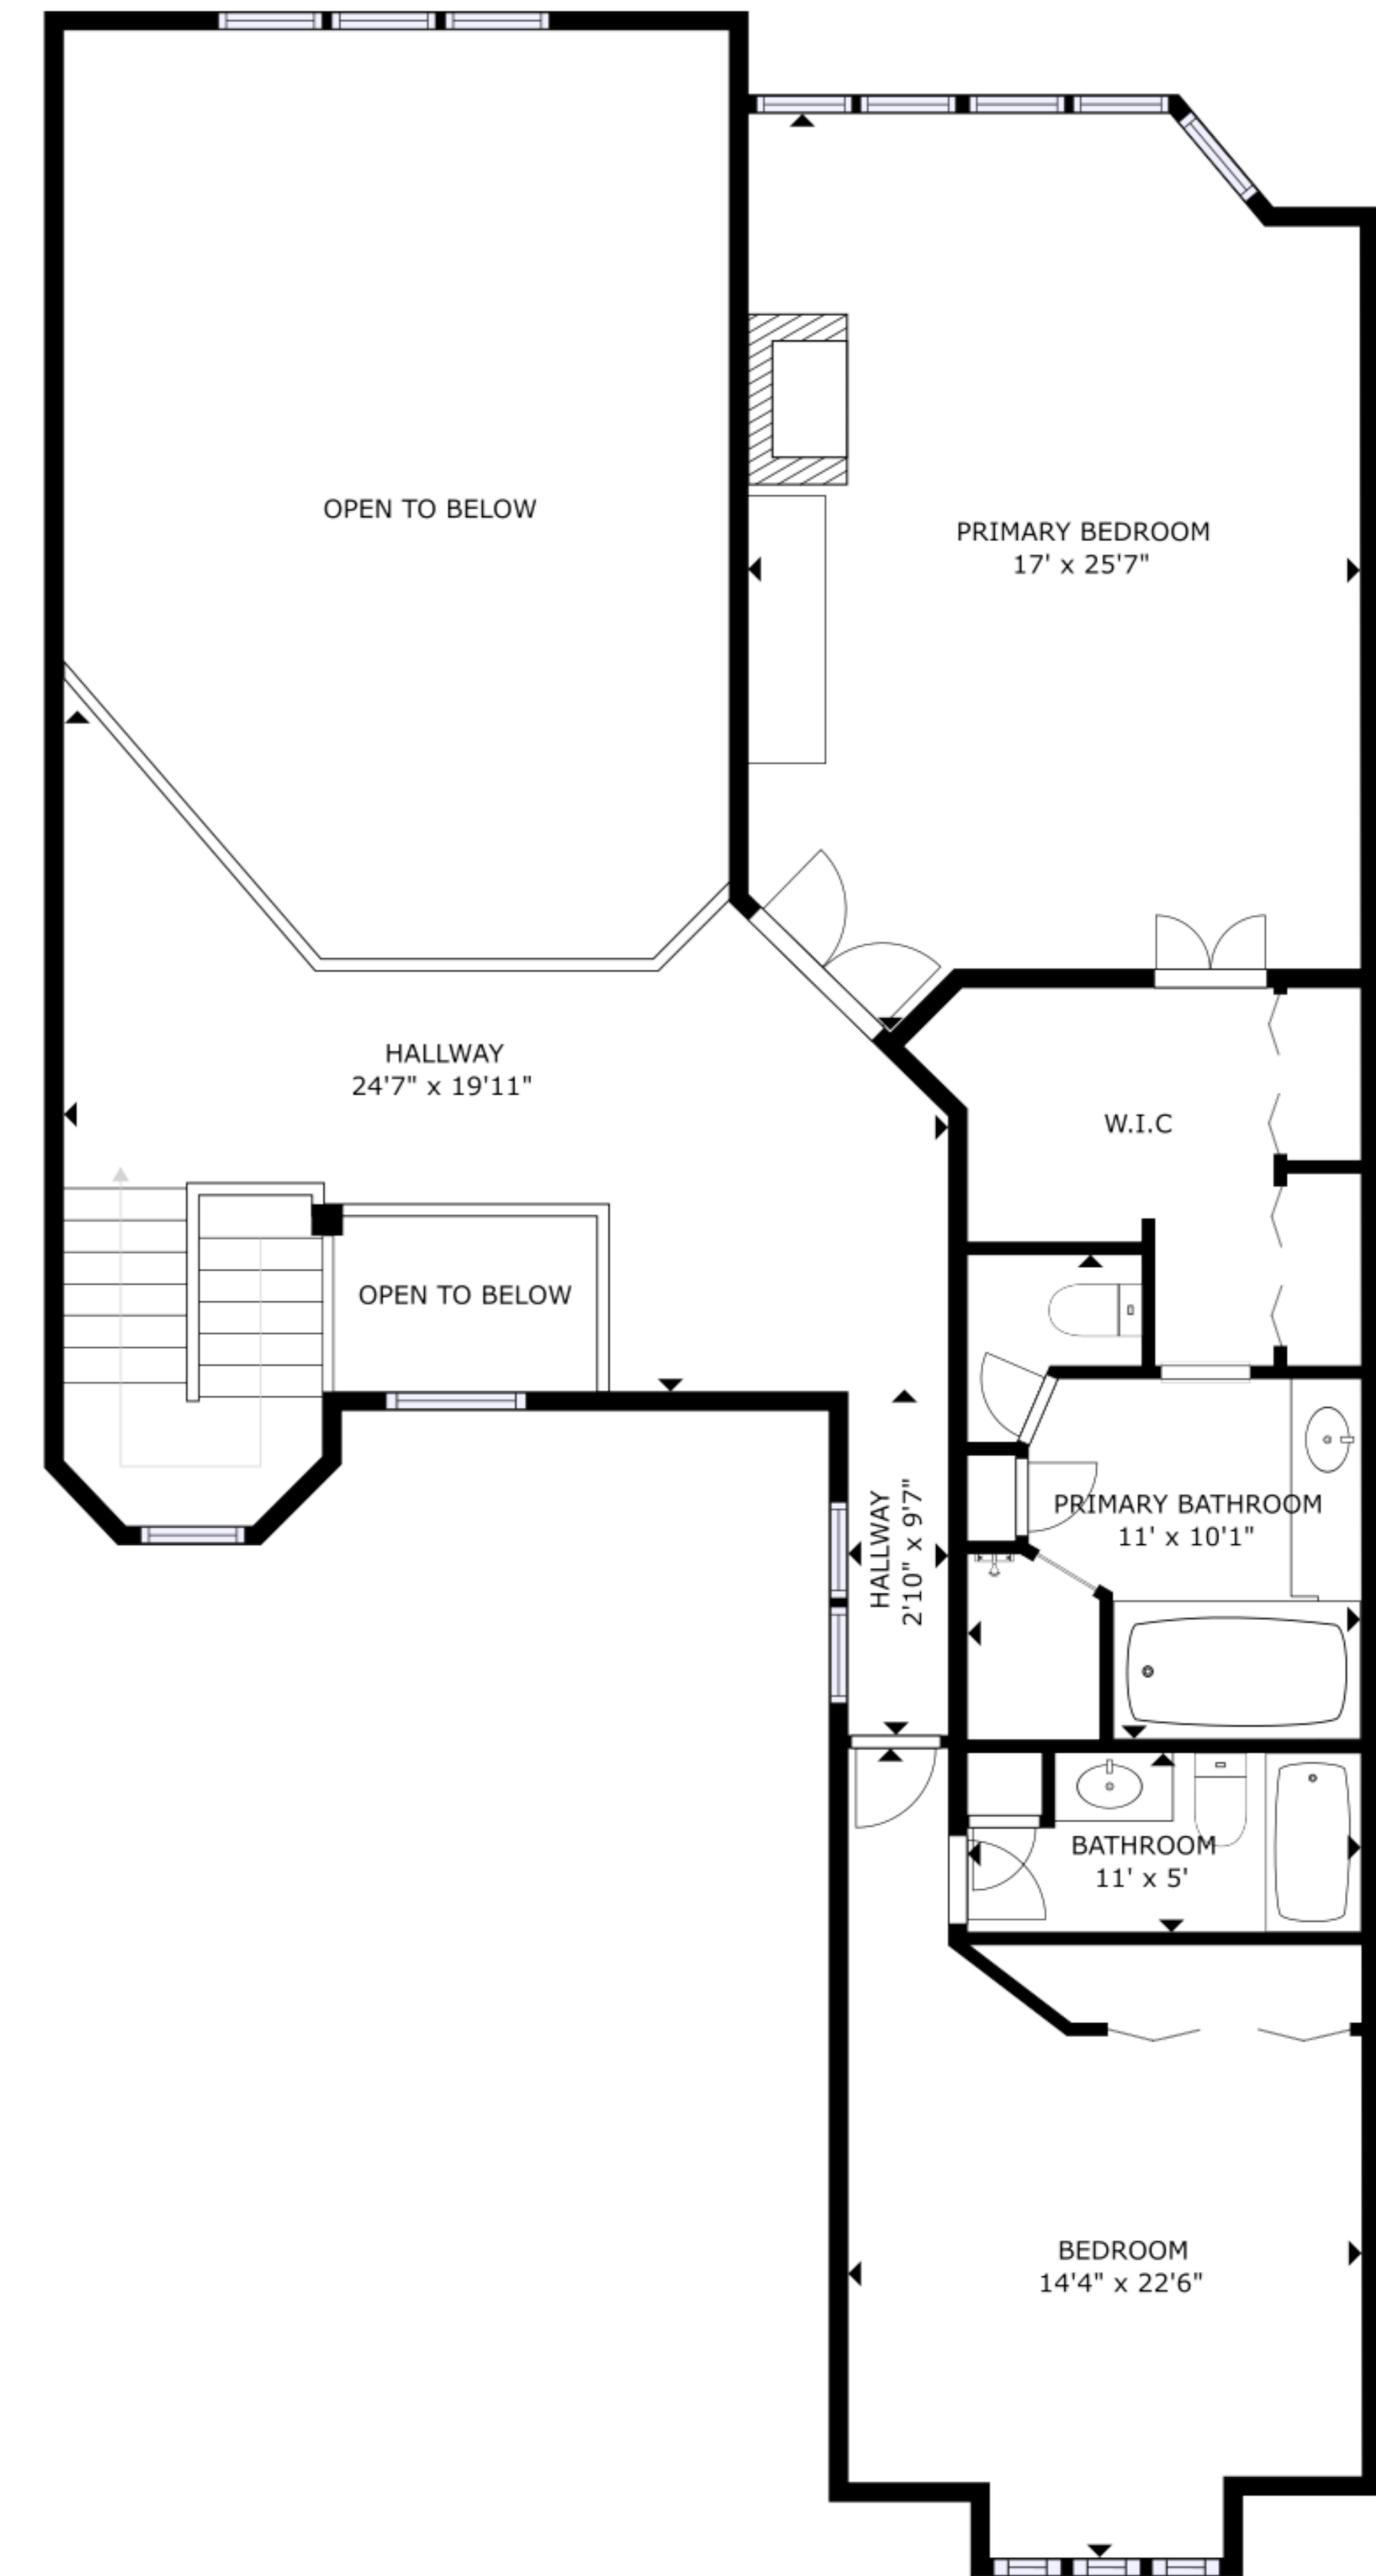 OPEN TO BELOW
PRIMARY BEDROOM
17' x 25'7"
HALLWAY
24'7" x 19'11"
W.I.C
OPEN TO BELOW
HALLWAY
2'10" x 9'7"
PRIMARY BATHROOM
11' x 10'1"
BATHROOM
11' x 5'
BEDROOM
14'4" x 22'6"